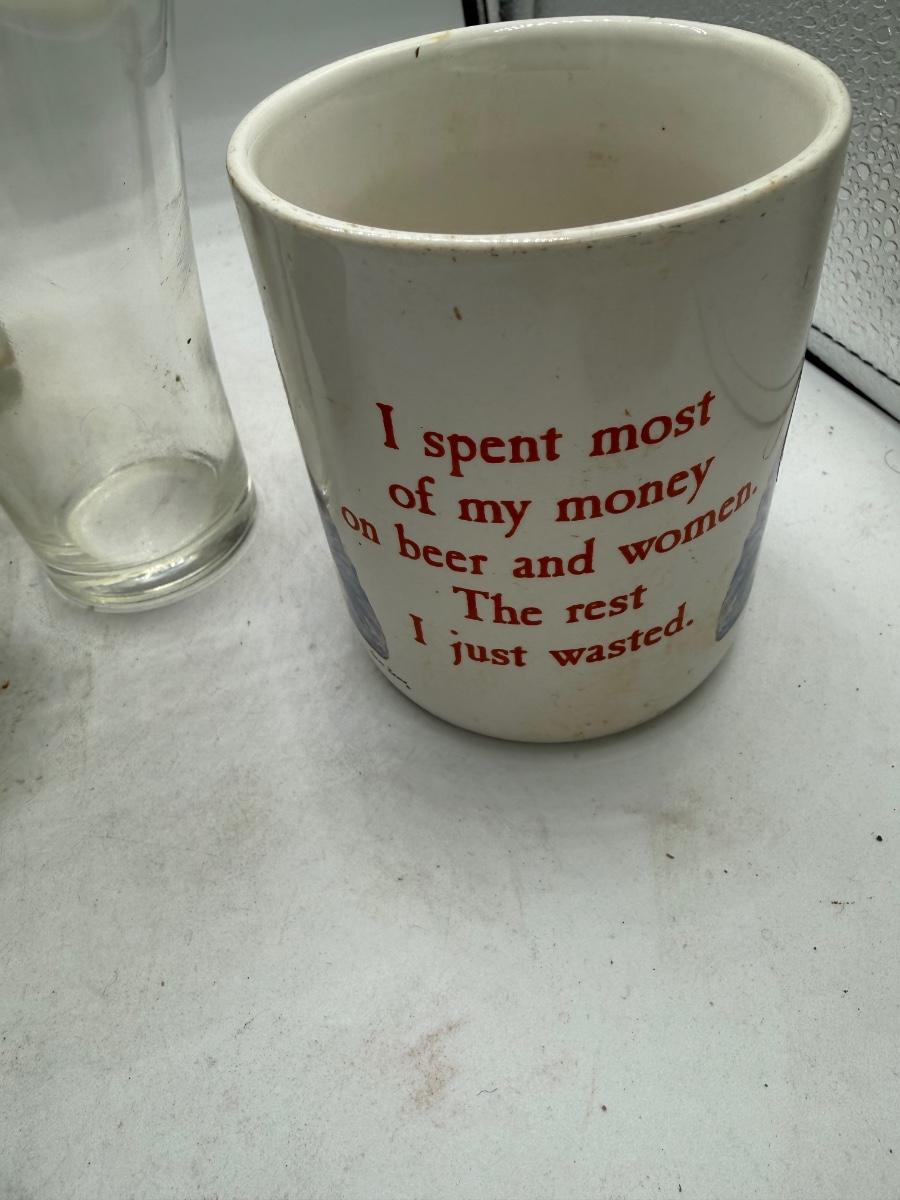 I spent most
of my money
on beer and women.
The rest
I just wasted.